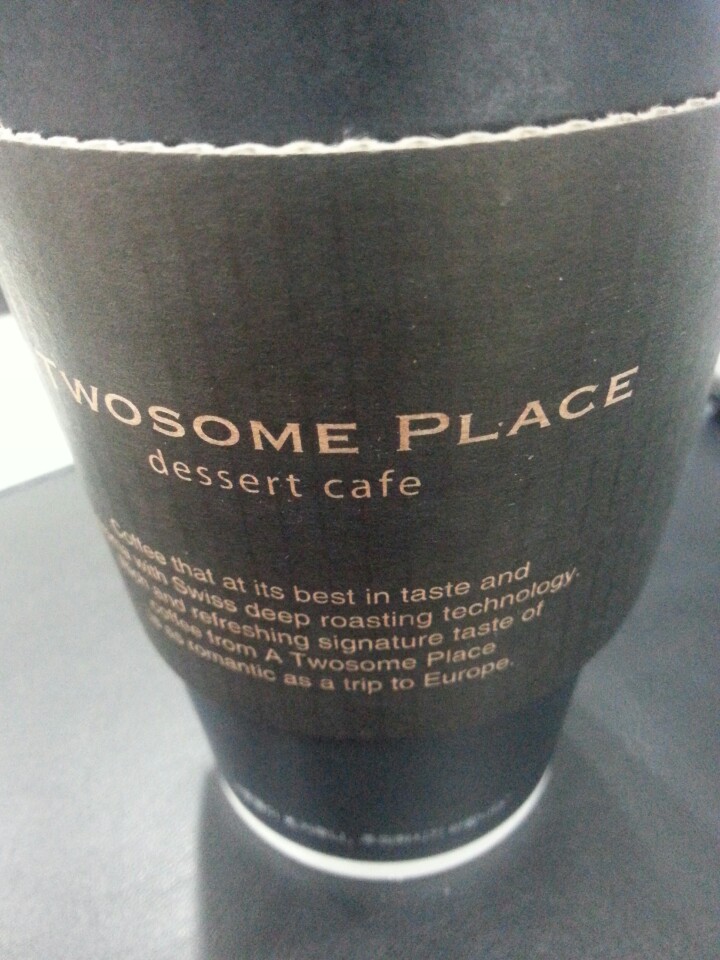 TWOSOME PLACE
dessert cafe
Coffee that at its best in taste and
with Swiss deep roasting technology.
and refreshing signature taste of
coffee from A Twosome Place
as romantic as a trip to Europe.